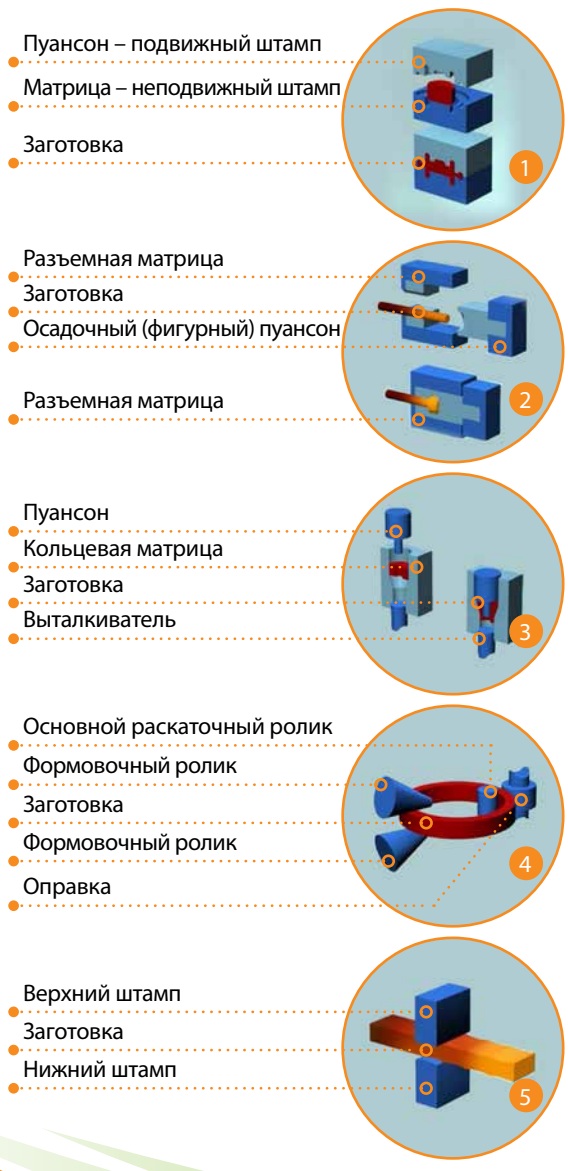 Пуансон – подвижный штамп
Матрица – неподвижный штамп
Заготовка
1
Разъемная матрица
Заготовка
Осадочный (фигурный) пуансон
Разъемная матрица
2
Пуансон
Кольцевая матрица
Заготовка
Выталкиватель
3
Основной раскаточный ролик
Формовочный ролик
Заготовка
Формовочный ролик
Оправка
4
Верхний штамп
Заготовка
Нижний штамп
5